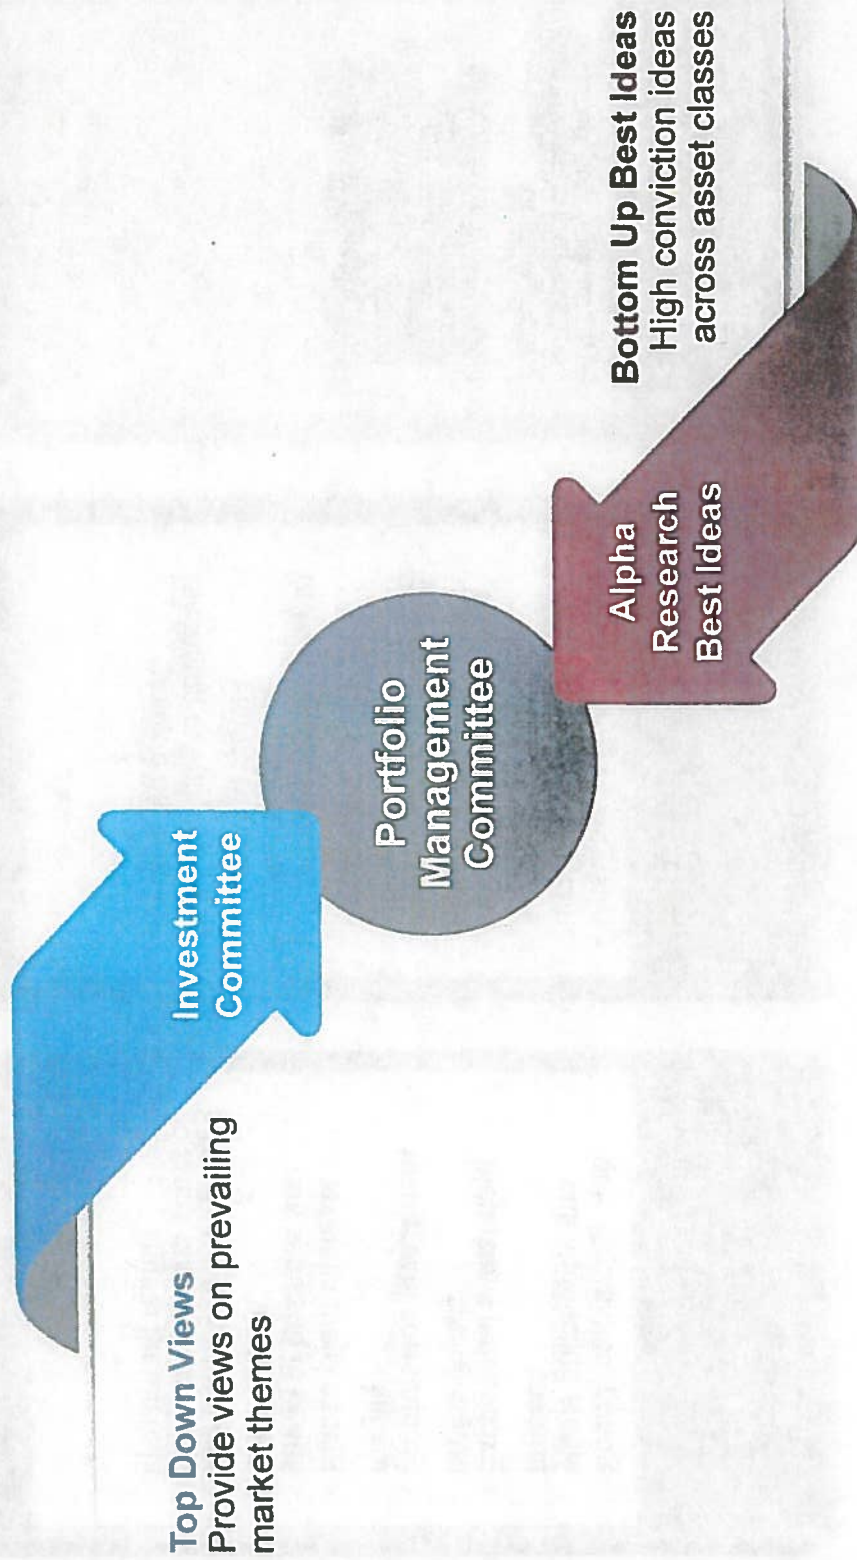 Top Down Views
Provide views on prevailing
market themes
Investment
Committee
Portfolio
Management
Committee
Alpha
Research
Best Ideas
Bottom Up Best Ideas
High conviction ideas
across asset classes